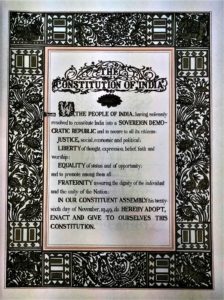 THE
CONSTITUTION OF INDIA
WE, THE PEOPLE OF INDIA, having solemnly
resolved to constitute India into a SOVEREIGN DEMO-
CRATIC REPUBLIC and to secure to all its citizens:
JUSTICE, social, economic and political;
LIBERTY of thought, expression, belief, faith and
worship;
EQUALITY of status and of opportunity;
and to promote among them all
FRATERNITY assuring the dignity of the individual
and the unity of the Nation;
IN OUR CONSTITUENT ASSEMBLY this twenty
sixth day of November, 1949, do HEREBY ADOPT,
ENACT AND GIVE TO OURSELVES THIS
CONSTITUTION.